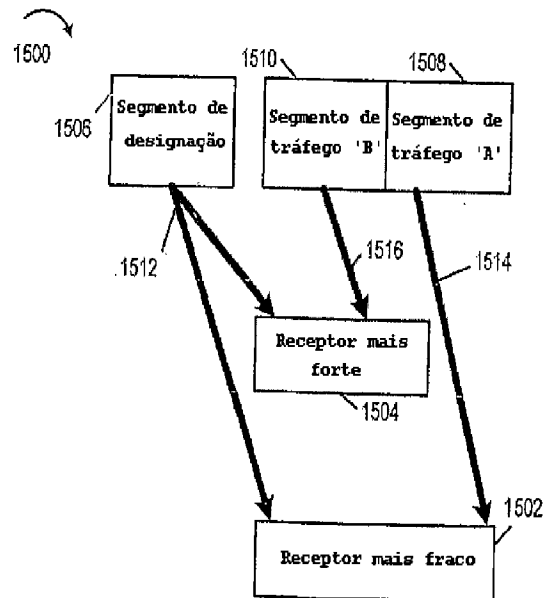 1500
1510
1508
1506
Segmento de
designação
Segmento de
tráfego 'B'
Segmento de
tráfego 'A'
1512
1516
1514
Receptor mais
forte
1504
1502
Receptor mais fraco